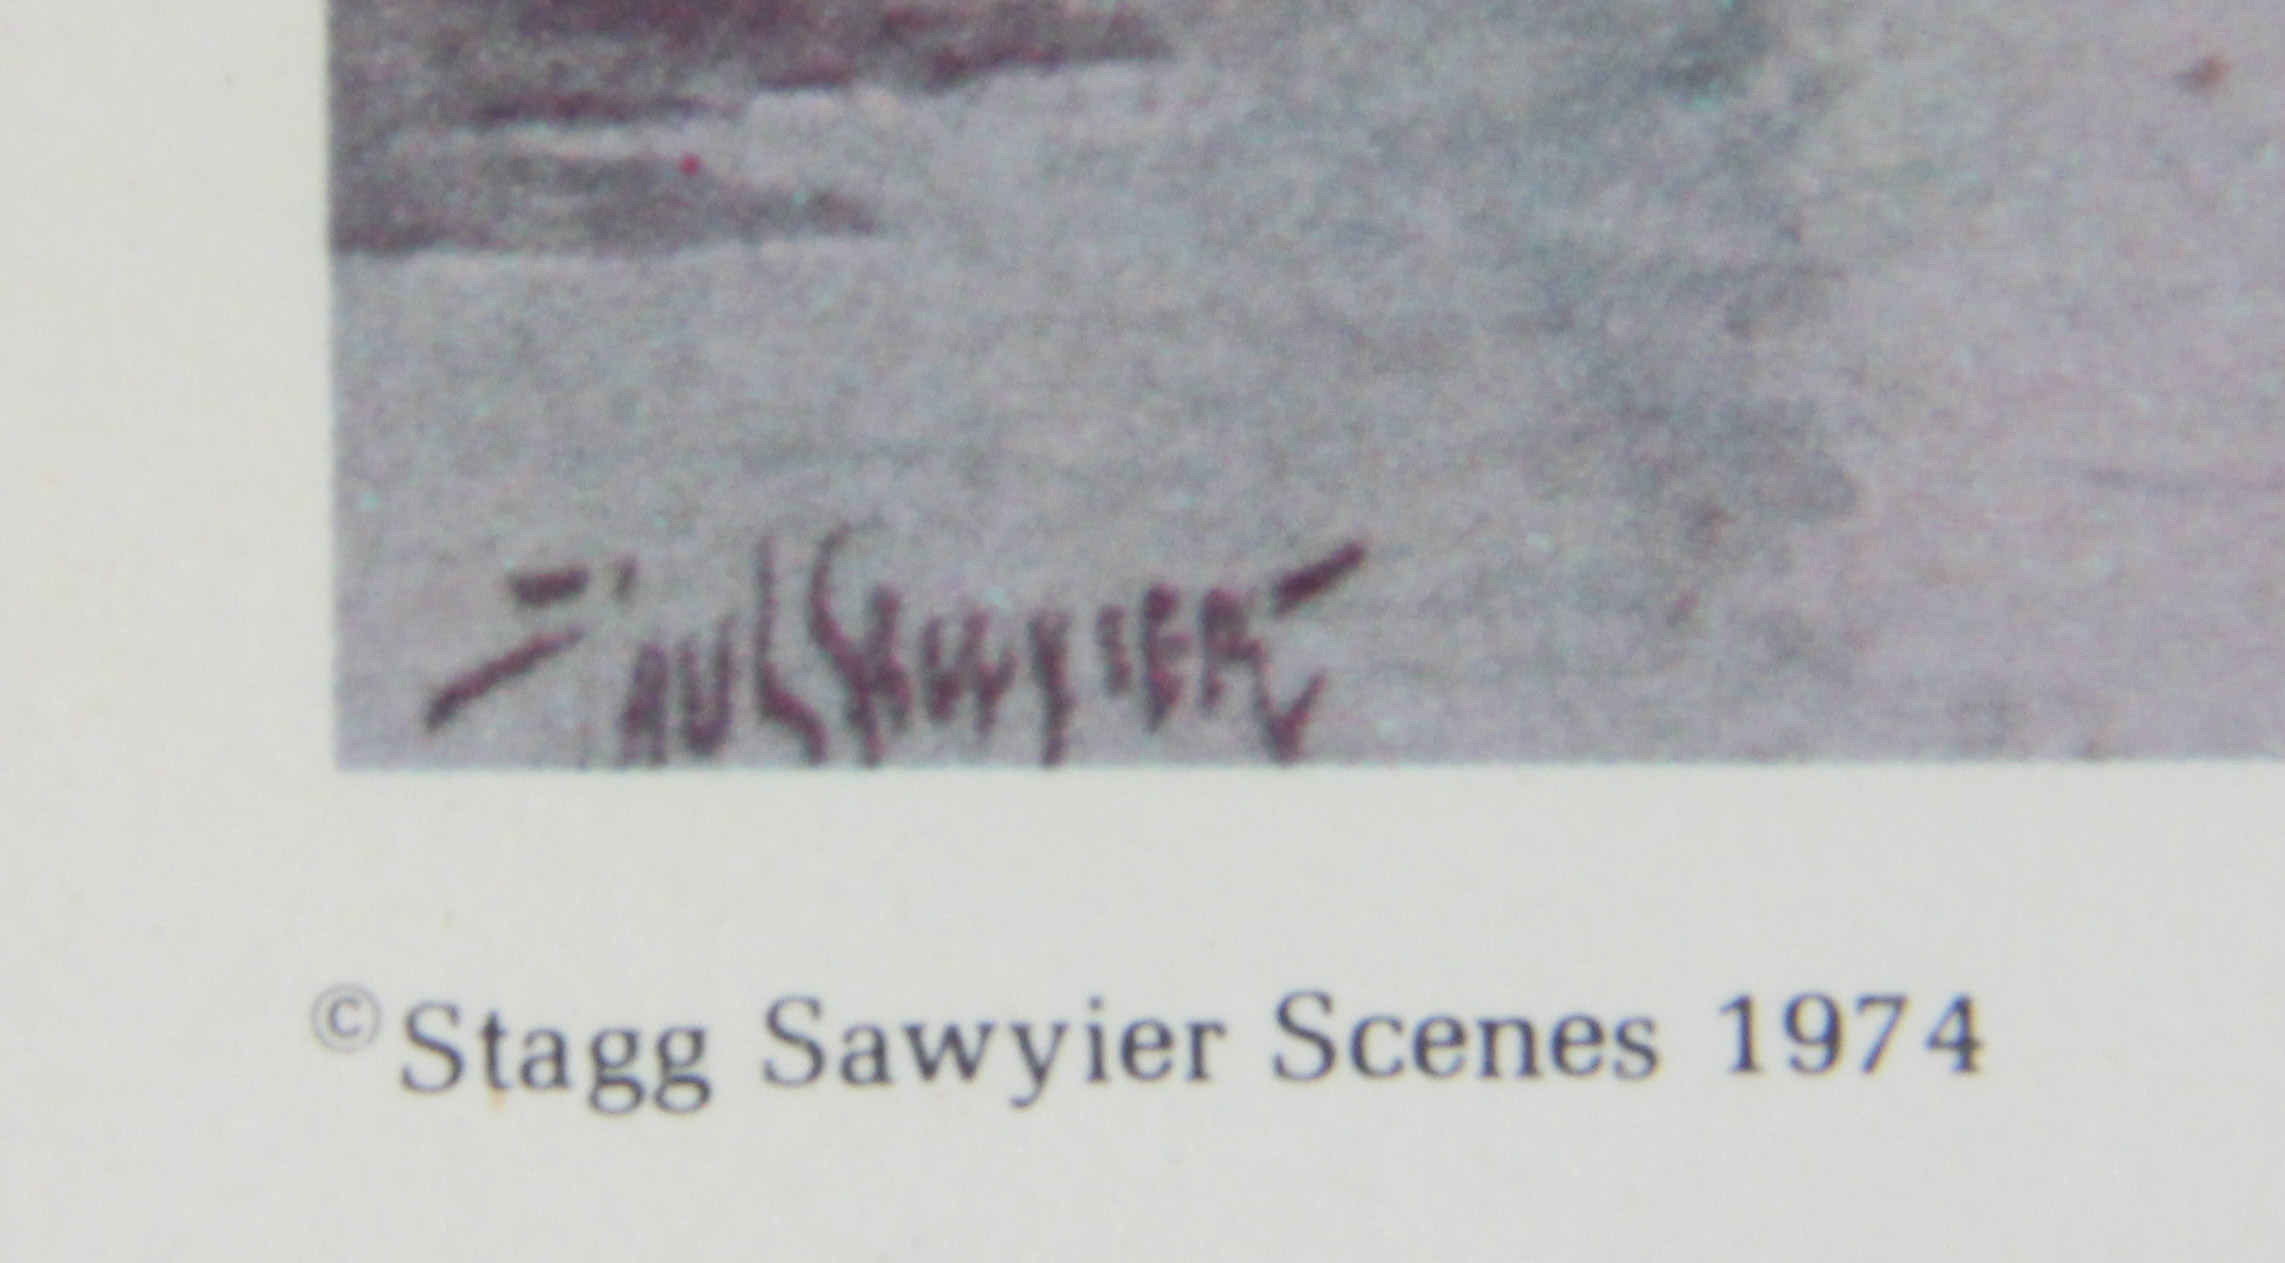 PAUL SAWYIER
©Stagg Sawyier Scenes 1974